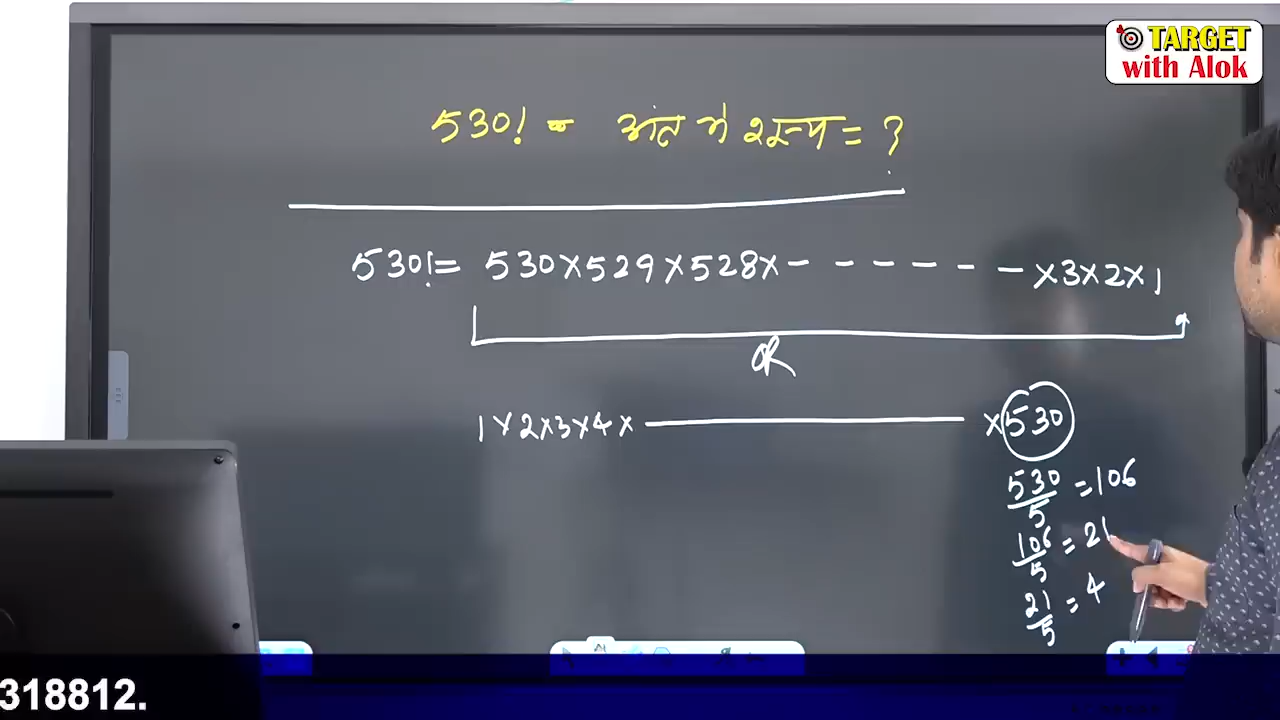 TARGET
with Alok
530! = अंत में शून्य = ?
530! = 530×529×528×------×3×2×1
OR
1×2×3×4× ——— ×530
530/5 = 106
106/5 = 21
21/5 = 4
318812.